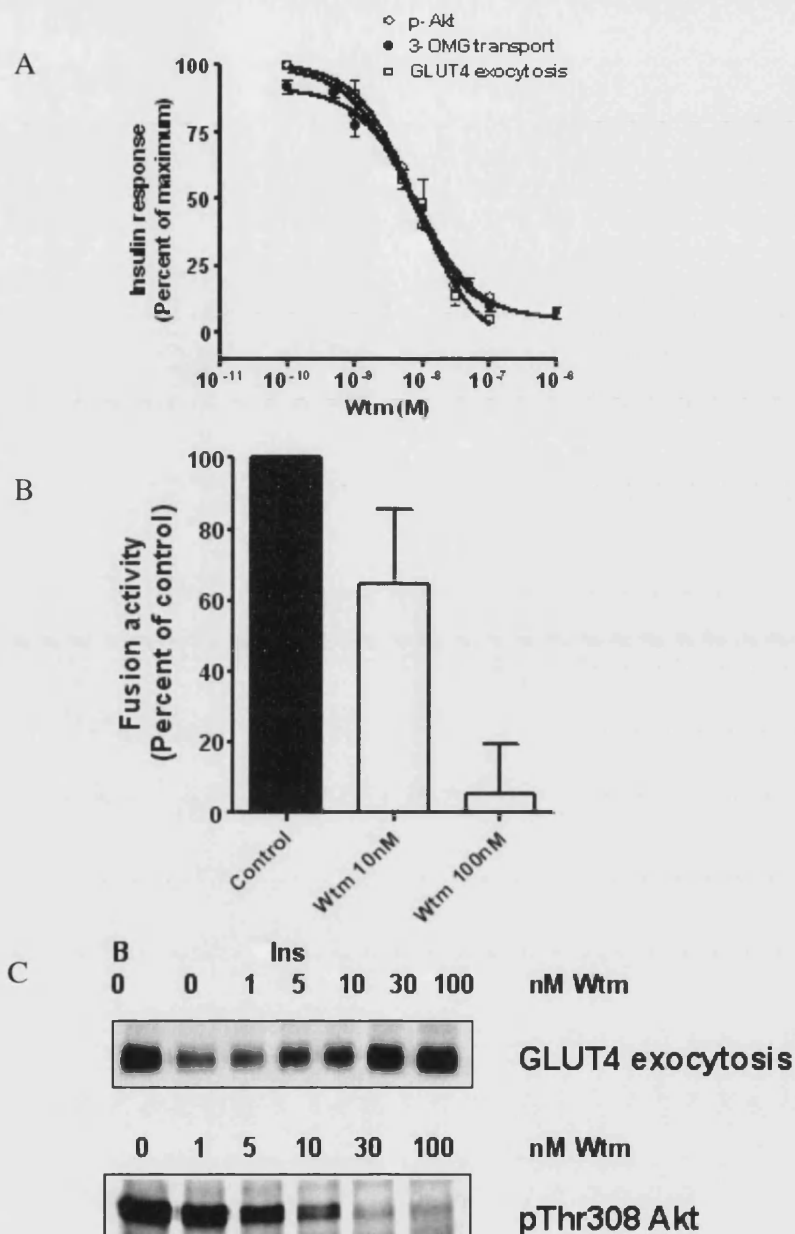 p-Akt
3-OMG transport
GLUT4 exocytosis
A
100
75
50
25
0
Insulin response
(Percent of maximum)
10-11 10-10 10-9 10-8 10-7 10-6
Wtm (M)
B
100
80
60
40
20
0
Fusion activity
(Percent of control)
Control
Wtm 10nM
Wtm 100nM
C
B Ins
0 0 1 5 10 30 100 nM Wtm
GLUT4 exocytosis
0 1 5 10 30 100 nM Wtm
pThr308 Akt